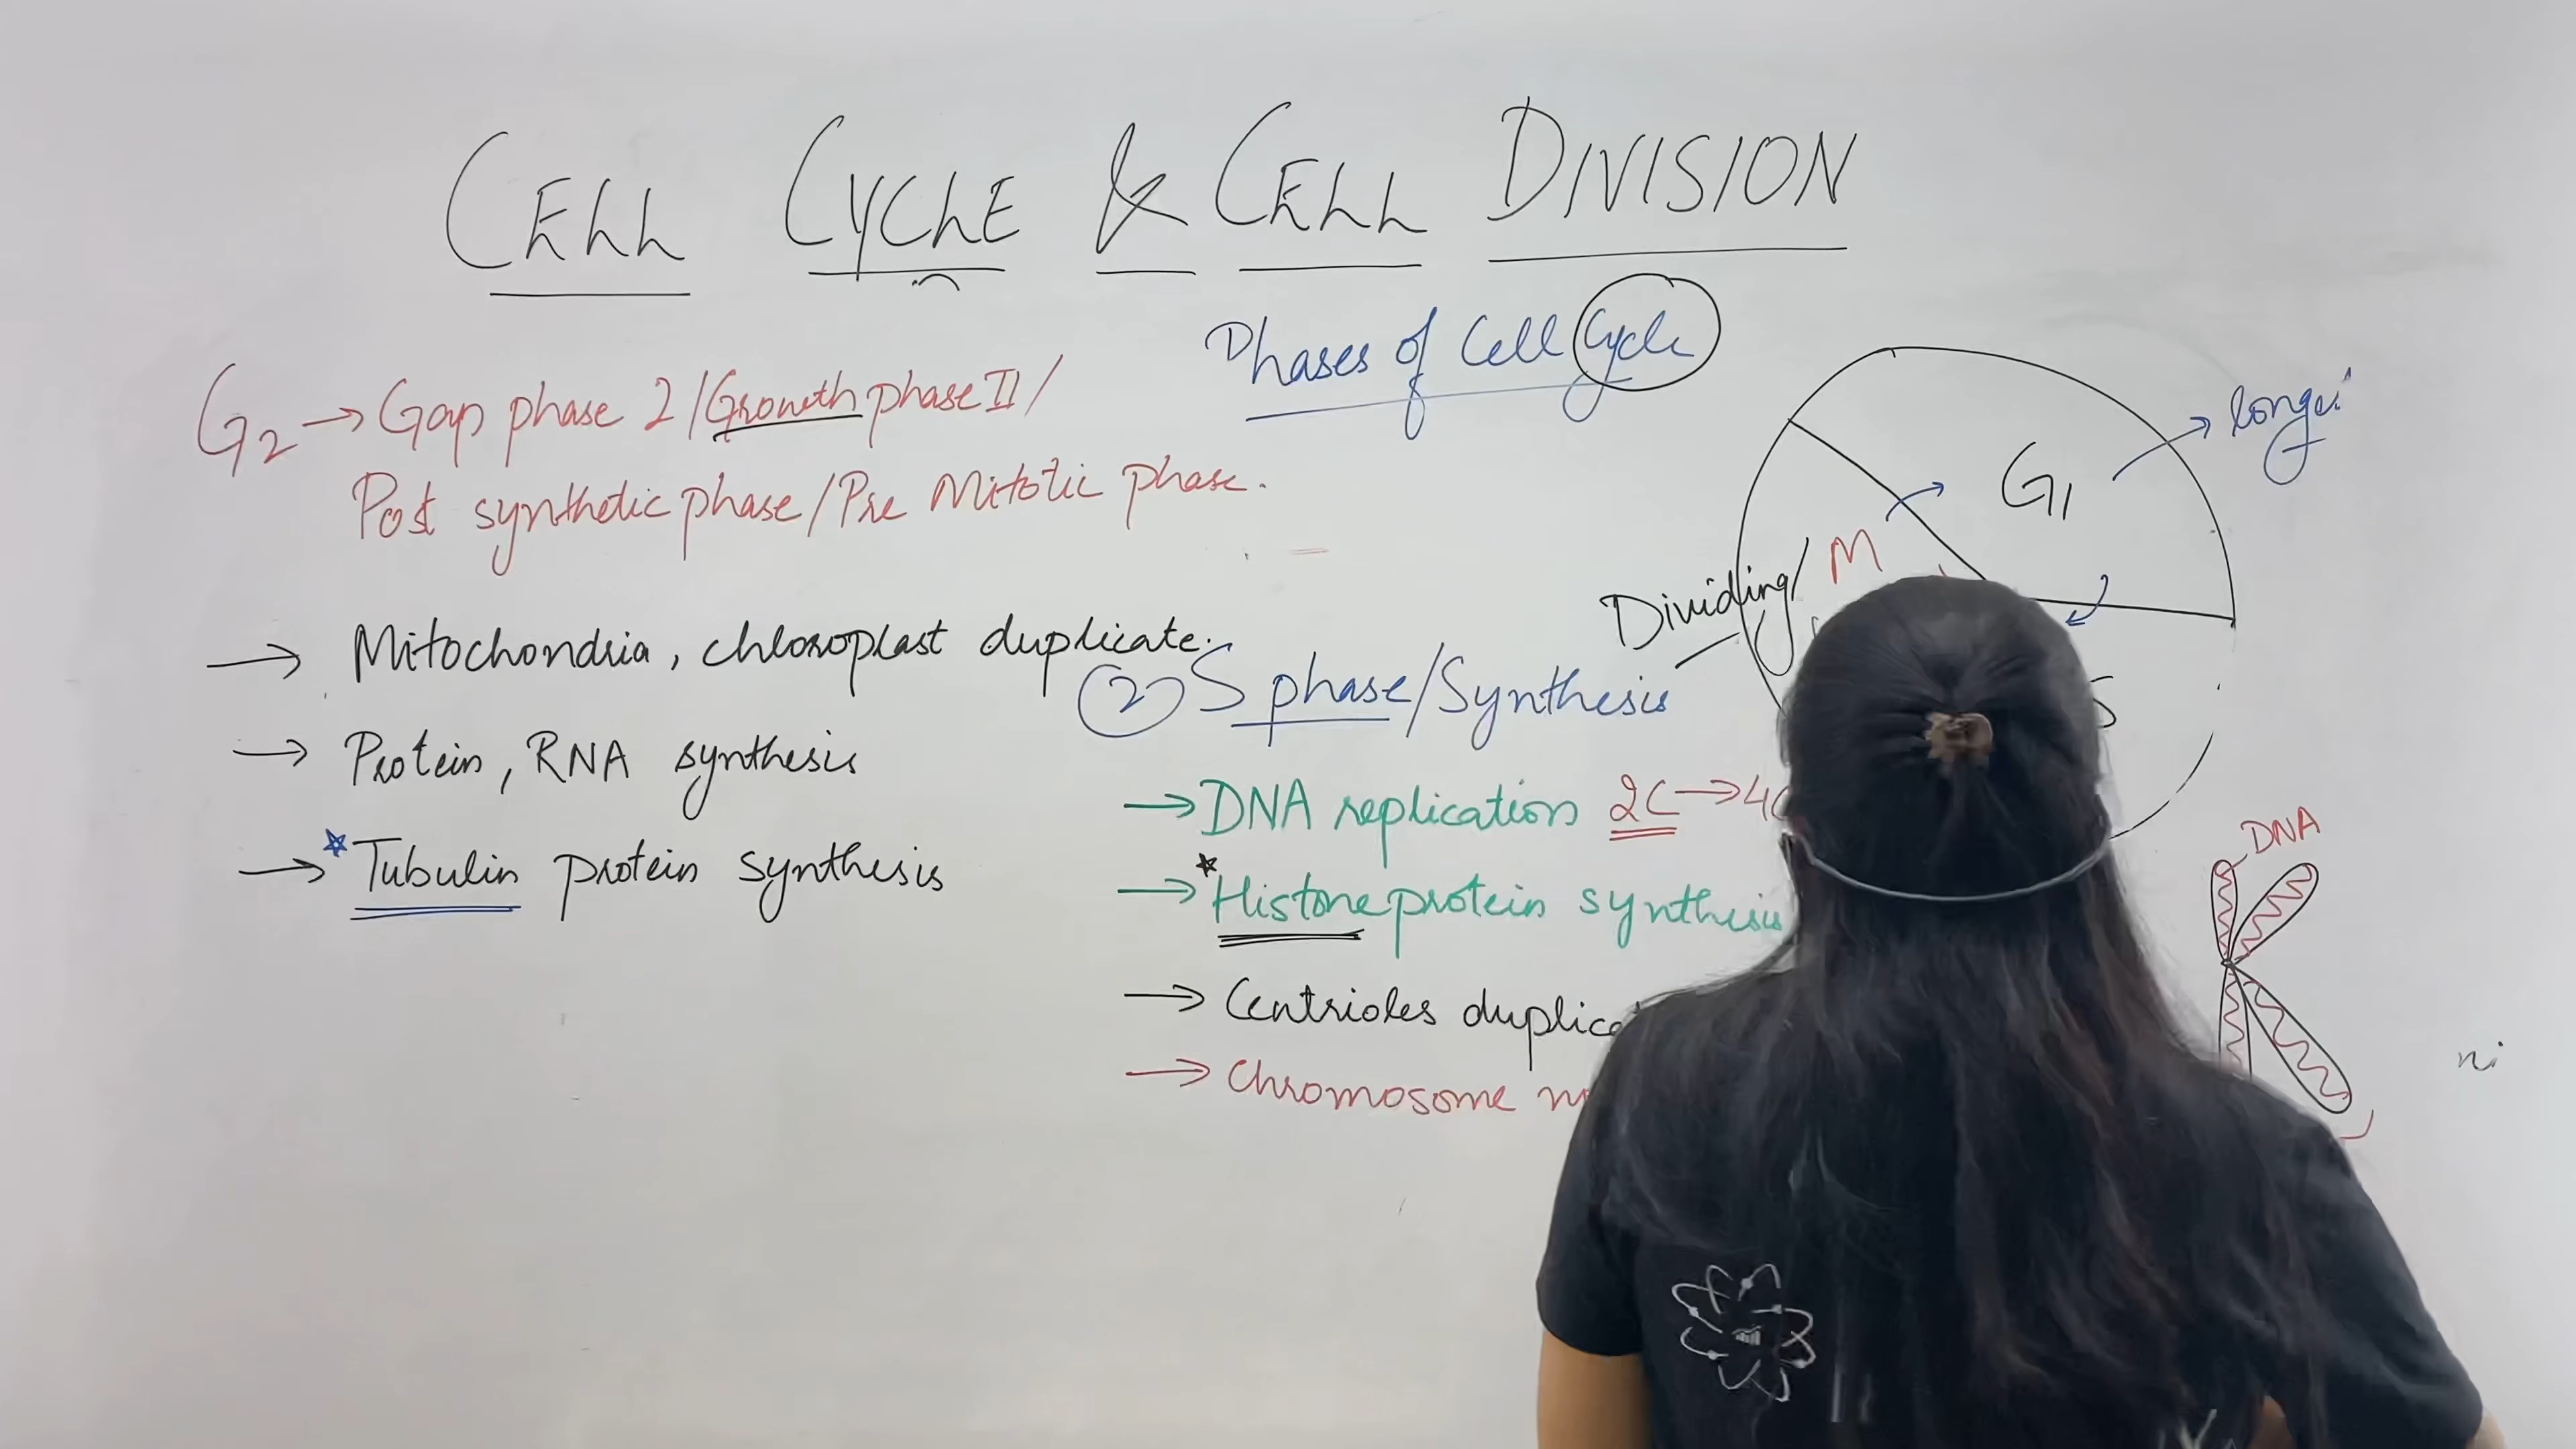 CELL CYCLE & CELL DIVISION
Phases of Cell Cycle
G2 → Gap phase 2/Growth phase II/
Post synthetic phase/Pre Mitotic phase.
→ Mitochondria, chloroplast duplicate.
→ Protein, RNA synthesis
→ *Tubulin protein synthesis
② S phase/Synthesis
→ DNA replication 2C → 4C
→ *Histone protein synthesis
→ Centrioles
→ Chromosome
G1
M
S
Dividing/
DNA